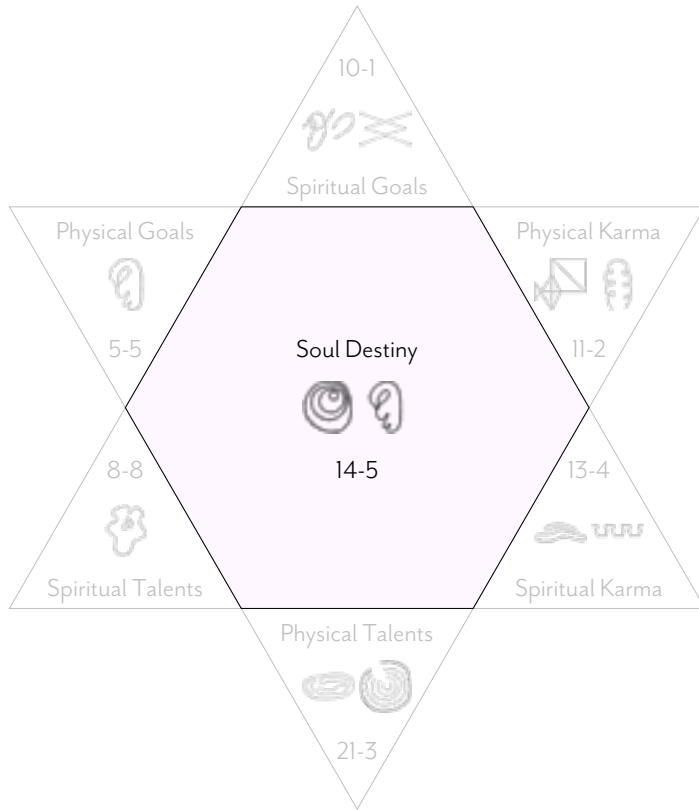 10-1
Spiritual Goals
Physical Goals
Physical Karma
5-5
Soul Destiny
11-2
8-8
14-5
13-4
Spiritual Talents
Spiritual Karma
Physical Talents
21-3